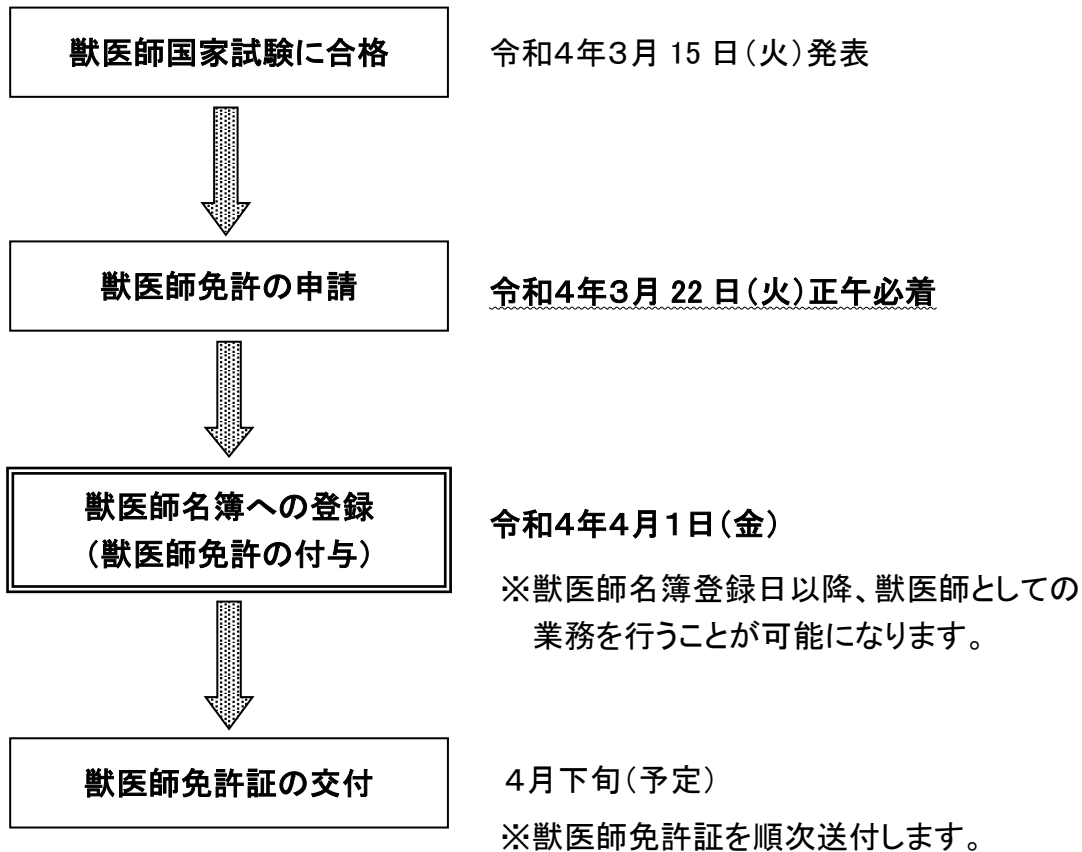 獣医師国家試験に合格
令和4年3月 15 日(火)発表
獣医師免許の申請
令和4年3月 22 日(火)正午必着
獣医師名簿への登録
(獣医師免許の付与)
令和4年4月1日(金)
※獣医師名簿登録日以降、獣医師としての
業務を行うことが可能になります。
獣医師免許証の交付
4月下旬(予定)
※獣医師免許証を順次送付します。